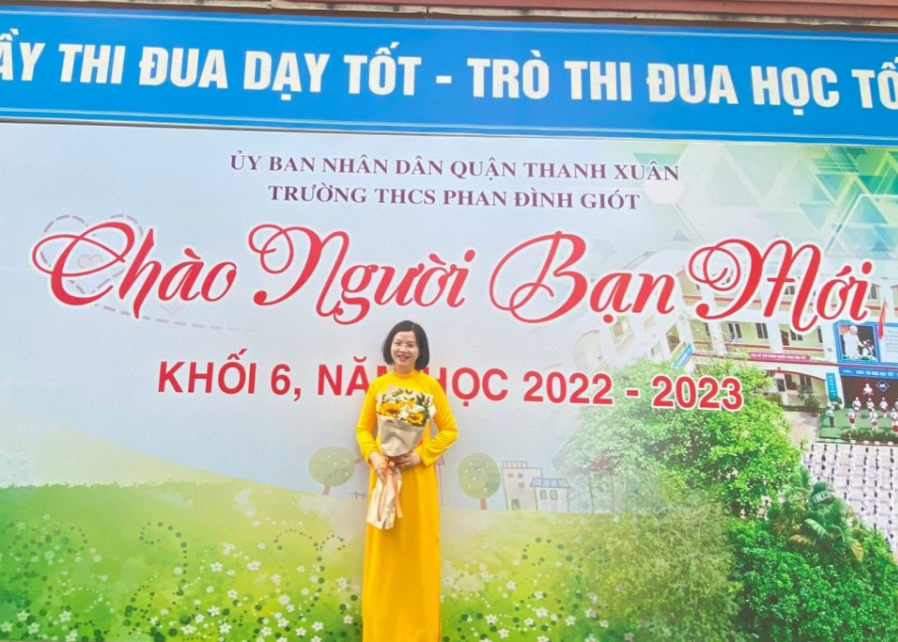 ẦY THI ĐUA DẠY TỐT - TRÒ THI ĐUA HỌC TỐ
ỦY BAN NHÂN DÂN QUẬN THANH XUÂN
TRƯỜNG THCS PHAN ĐÌNH GIÓT
Chào Người Bạn Mới
KHỐI 6, NĂM HỌC 2022 - 2023